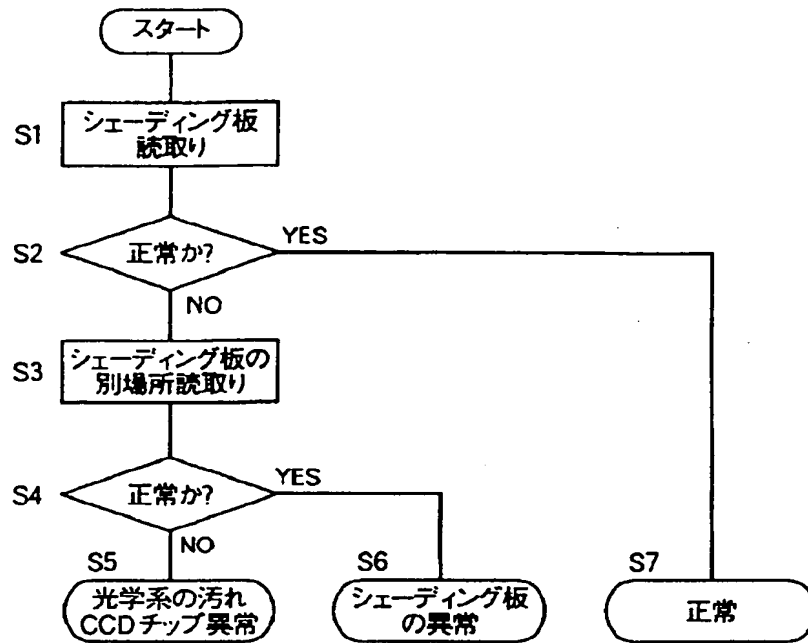 スタート
S1
シェーディング板
読取り
S2
正常か?
YES
NO
S3
シェーディング板の
別場所読取り
S4
正常か?
YES
NO
S5
光学系の汚れ
CCDチップ異常
S6
シェーディング板
の異常
S7
正常